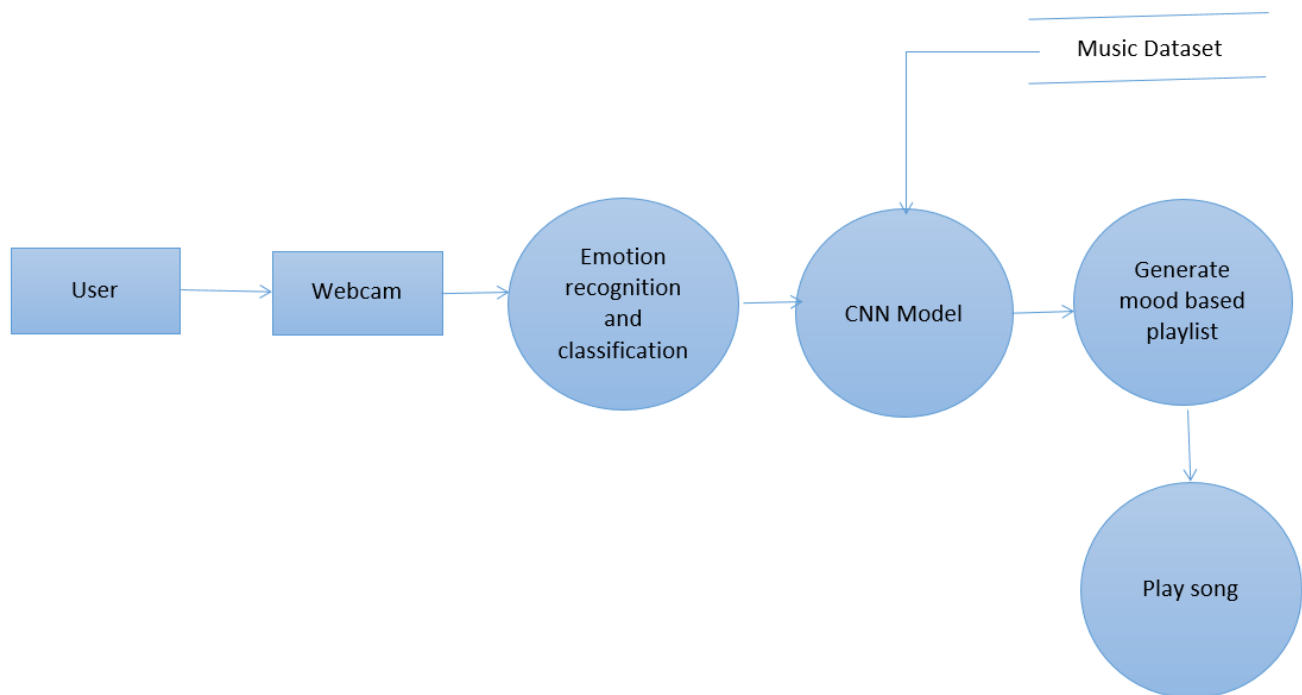 Music Dataset
User
Webcam
Emotion
recognition
and
classification
CNN Model
Generate
mood based
playlist
Play song